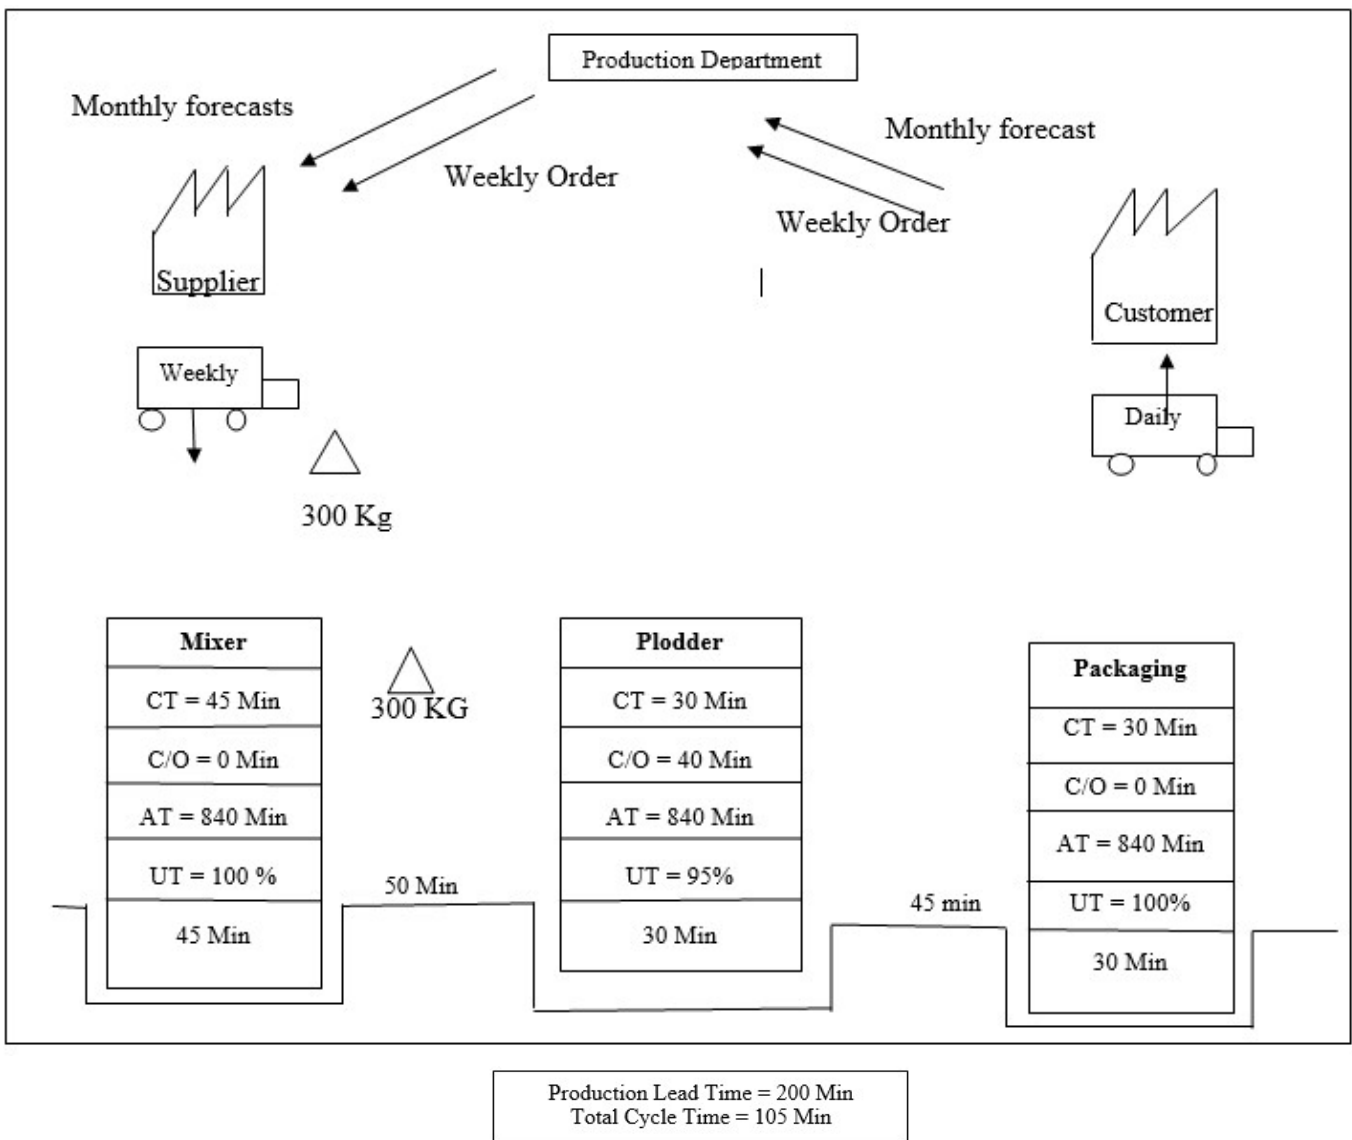 Production Department
Monthly forecasts
Monthly forecast
Weekly Order
Weekly Order
Supplier
Customer
Weekly
Daily
300 Kg
Mixer
CT = 45 Min
C/O = 0 Min
AT = 840 Min
UT = 100 %
45 Min
300 KG
50 Min
Plodder
CT = 30 Min
C/O = 40 Min
AT = 840 Min
UT = 95%
30 Min
45 min
Packaging
CT = 30 Min
C/O = 0 Min
AT = 840 Min
UT = 100%
30 Min
Production Lead Time = 200 Min
Total Cycle Time = 105 Min